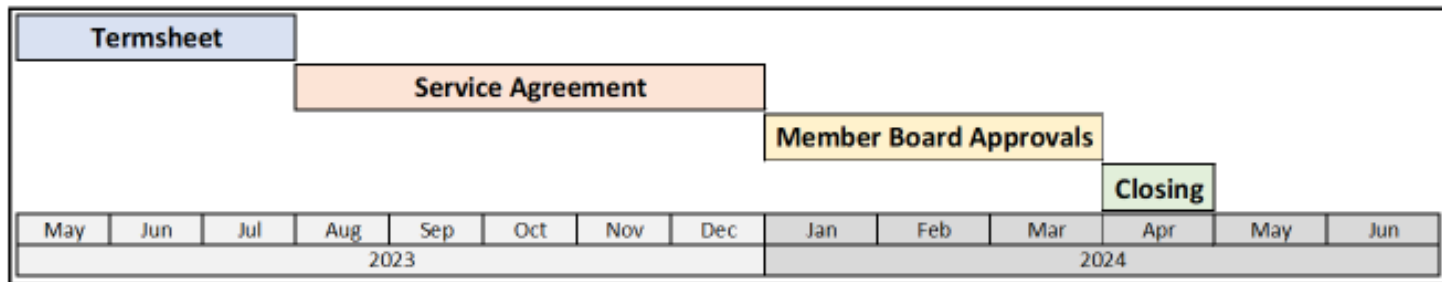 Termsheet
Service Agreement
Member Board Approvals
Closing
May Jun Jul Aug Sep Oct Nov Dec Jan Feb Mar Apr May Jun
2023 2024